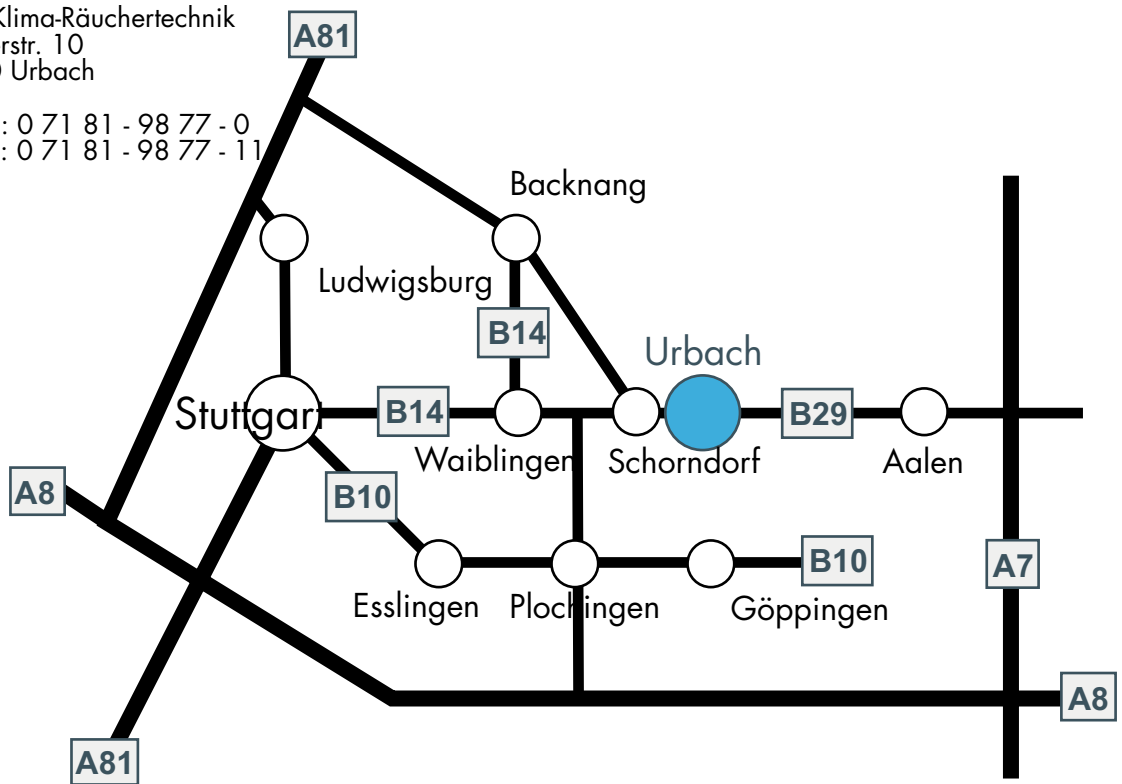 Klima-Räuchertechnik
rstr. 10
Urbach
: 0 71 81 - 98 77 - 0
: 0 71 81 - 98 77 - 11
A81
Backnang
Ludwigsburg
B14
Urbach
Stuttgart
B14
B29
Waiblingen
Schorndorf
Aalen
A8
B10
B10
A7
Esslingen
Plochingen
Göppingen
A8
A81